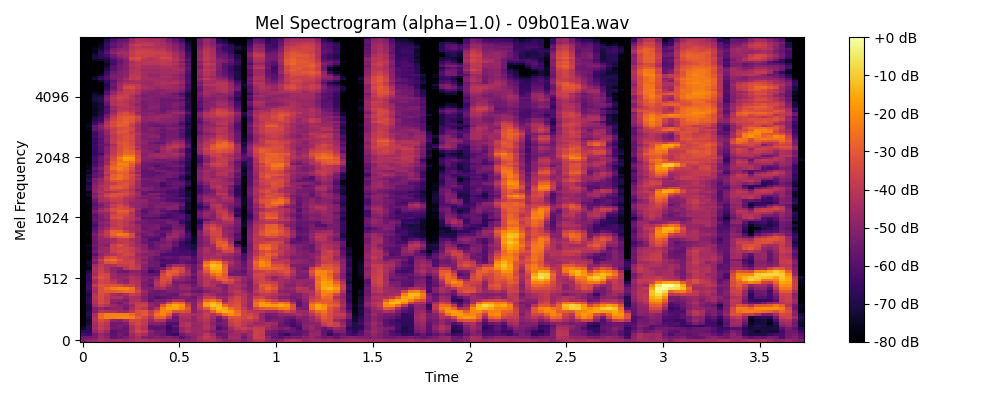 Mel Spectrogram (alpha=1.0) - 09b01Ea.wav
+0 dB
-10 dB
-20 dB
-30 dB
-40 dB
-50 dB
-60 dB
-70 dB
-80 dB
4096
2048
1024
512
0
Mel Frequency
0
0.5
1
1.5
2
2.5
3
3.5
Time